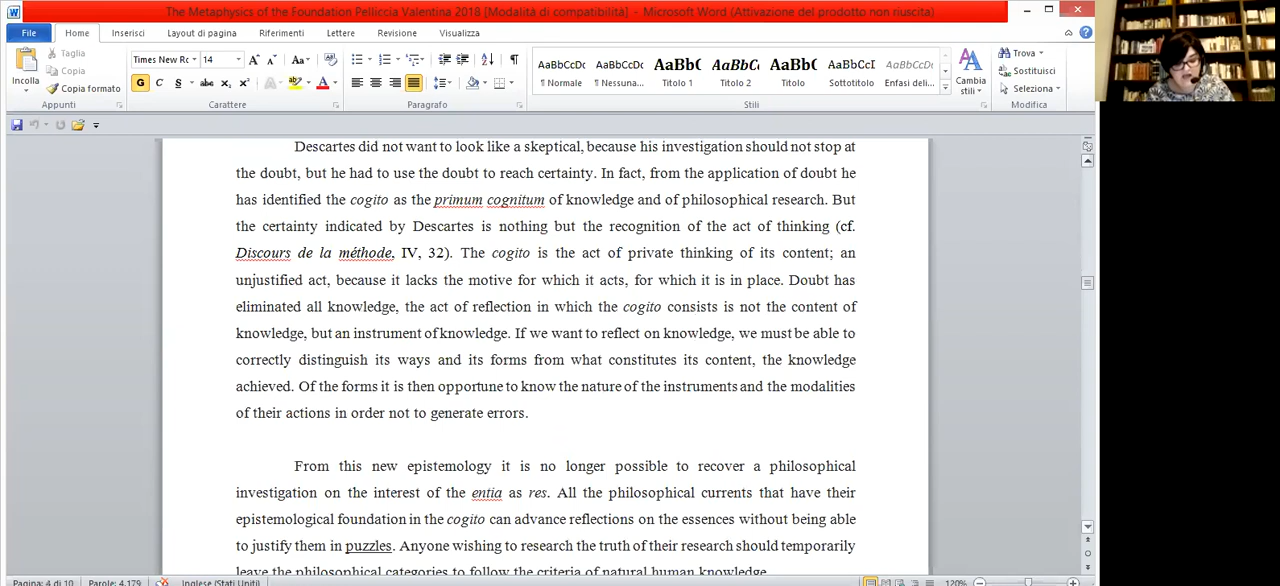 The Metaphysics of the Foundation Pelliccia Valentina 2018 [Modalità di compatibilità] - Microsoft Word (Attivazione del prodotto non riuscita)
File Home Inserisci Layout di pagina Riferimenti Lettere Revisione Visualizza
Incolla
Taglia
Copia
Copia formato
Appunti
Times New Ro 14
G C S abc x₂ x² A ab A
Carattere
Paragrafo
AaBbCcDc AaBbCcDc AaBbC AaBbCc AaBbC AaBbCcI AaBbCcDc
¶ Normale ¶ Nessuna... Titolo 1 Titolo 2 Titolo Sottotitolo Enfasi deli...
Stili
Cambia stili
Trova
Sostituisci
Seleziona
Modifica
Descartes did not want to look like a skeptical, because his investigation should not stop at
the doubt, but he had to use the doubt to reach certainty. In fact, from the application of doubt he
has identified the cogito as the primum cognitum of knowledge and of philosophical research. But
the certainty indicated by Descartes is nothing but the recognition of the act of thinking (cf.
Discours de la méthode, IV, 32). The cogito is the act of private thinking of its content; an
unjustified act, because it lacks the motive for which it acts, for which it is in place. Doubt has
eliminated all knowledge, the act of reflection in which the cogito consists is not the content of
knowledge, but an instrument of knowledge. If we want to reflect on knowledge, we must be able to
correctly distinguish its ways and its forms from what constitutes its content, the knowledge
achieved. Of the forms it is then opportune to know the nature of the instruments and the modalities
of their actions in order not to generate errors.
From this new epistemology it is no longer possible to recover a philosophical
investigation on the interest of the entia as res. All the philosophical currents that have their
epistemological foundation in the cogito can advance reflections on the essences without being able
to justify them in puzzles. Anyone wishing to research the truth of their research should temporarily
leave the philosophical categories to follow the criteria of natural human knowledge.
Pagina: 4 di 10 Parole: 4.179 Inglese (Stati Uniti) 120%